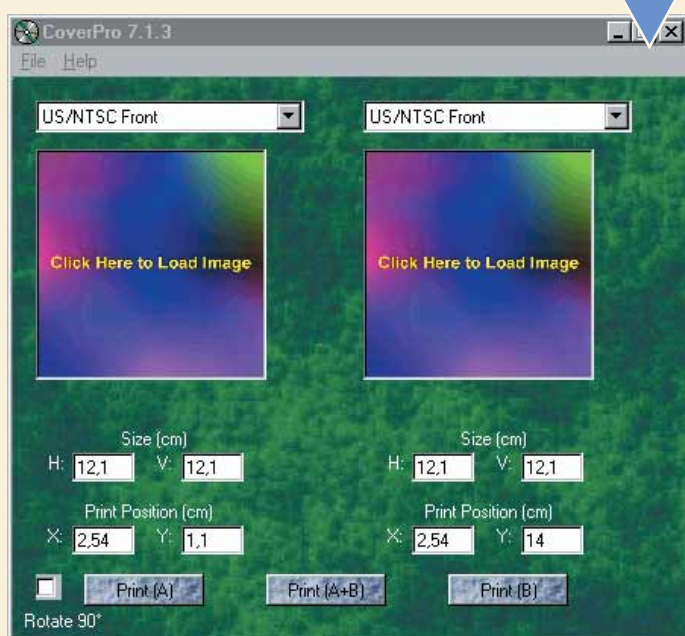 CoverPro 7.1.3
File Help
US/NTSC Front US/NTSC Front
Click Here to Load Image Click Here to Load Image
Size (cm) Size (cm)
H: 12,1 V: 12,1 H: 12,1 V: 12,1
Print Position (cm) Print Position (cm)
X: 2,54 Y: 1,1 X: 2,54 Y: 14
Print (A) Print (A+B) Print (B)
Rotate 90°